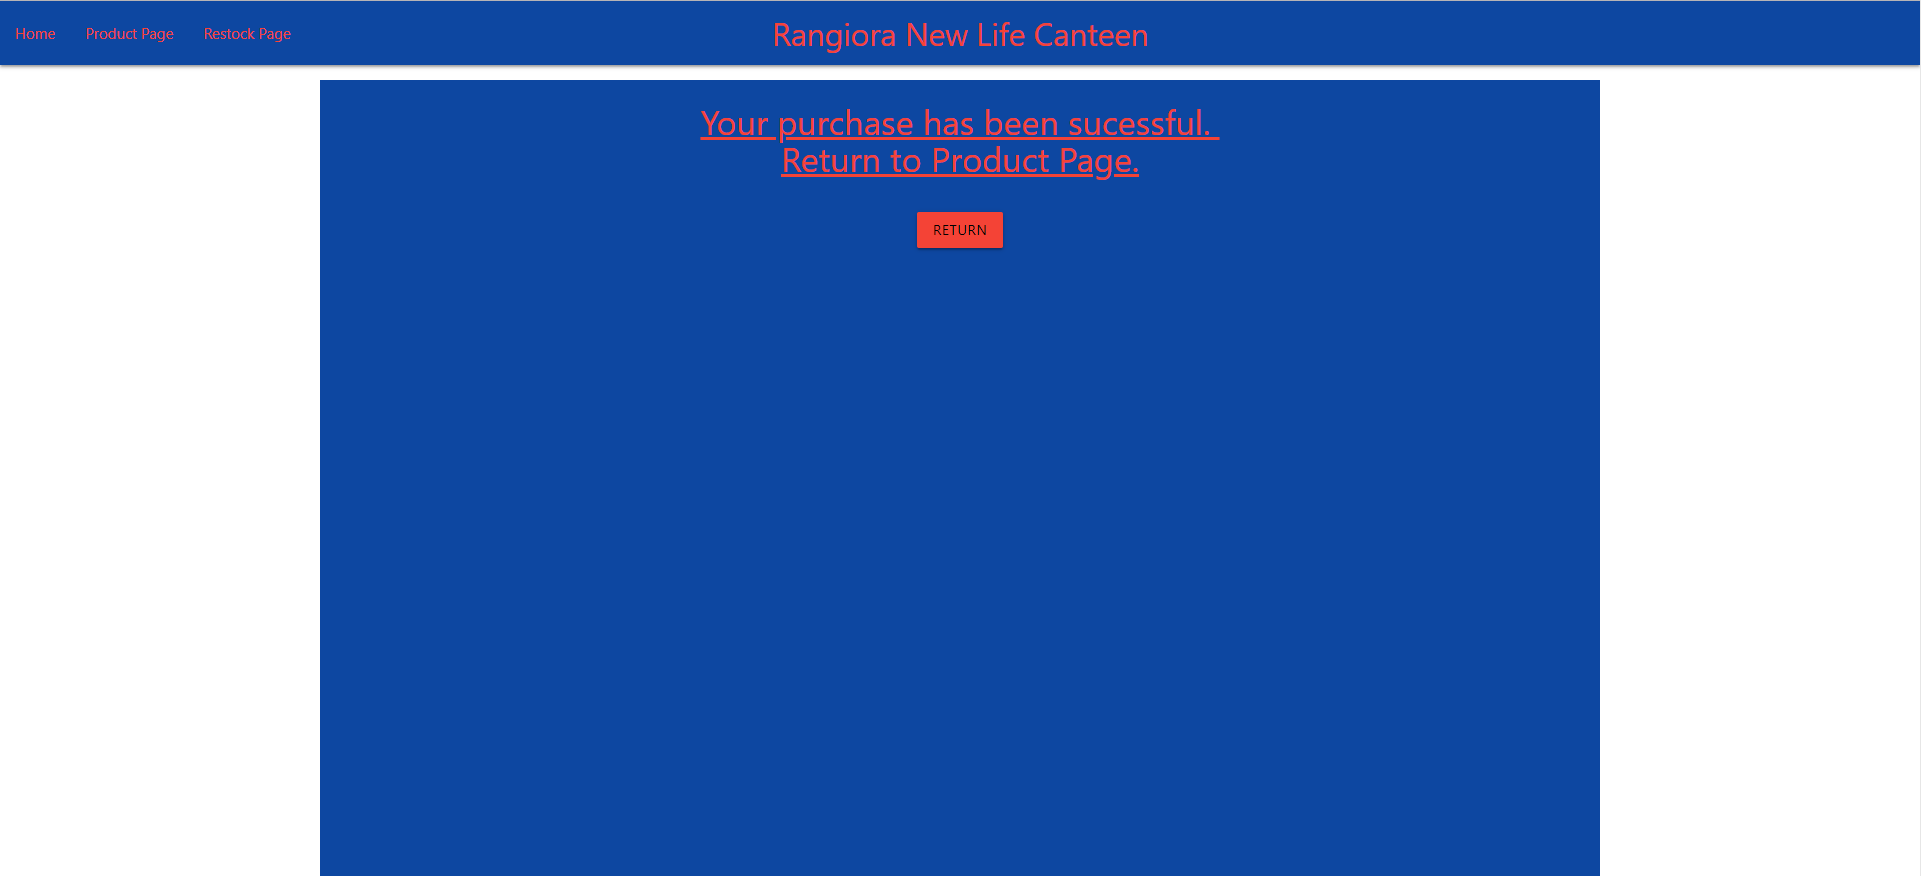 Home Product Page Restock Page Rangiora New Life Canteen
Your purchase has been sucessful.
Return to Product Page.
RETURN